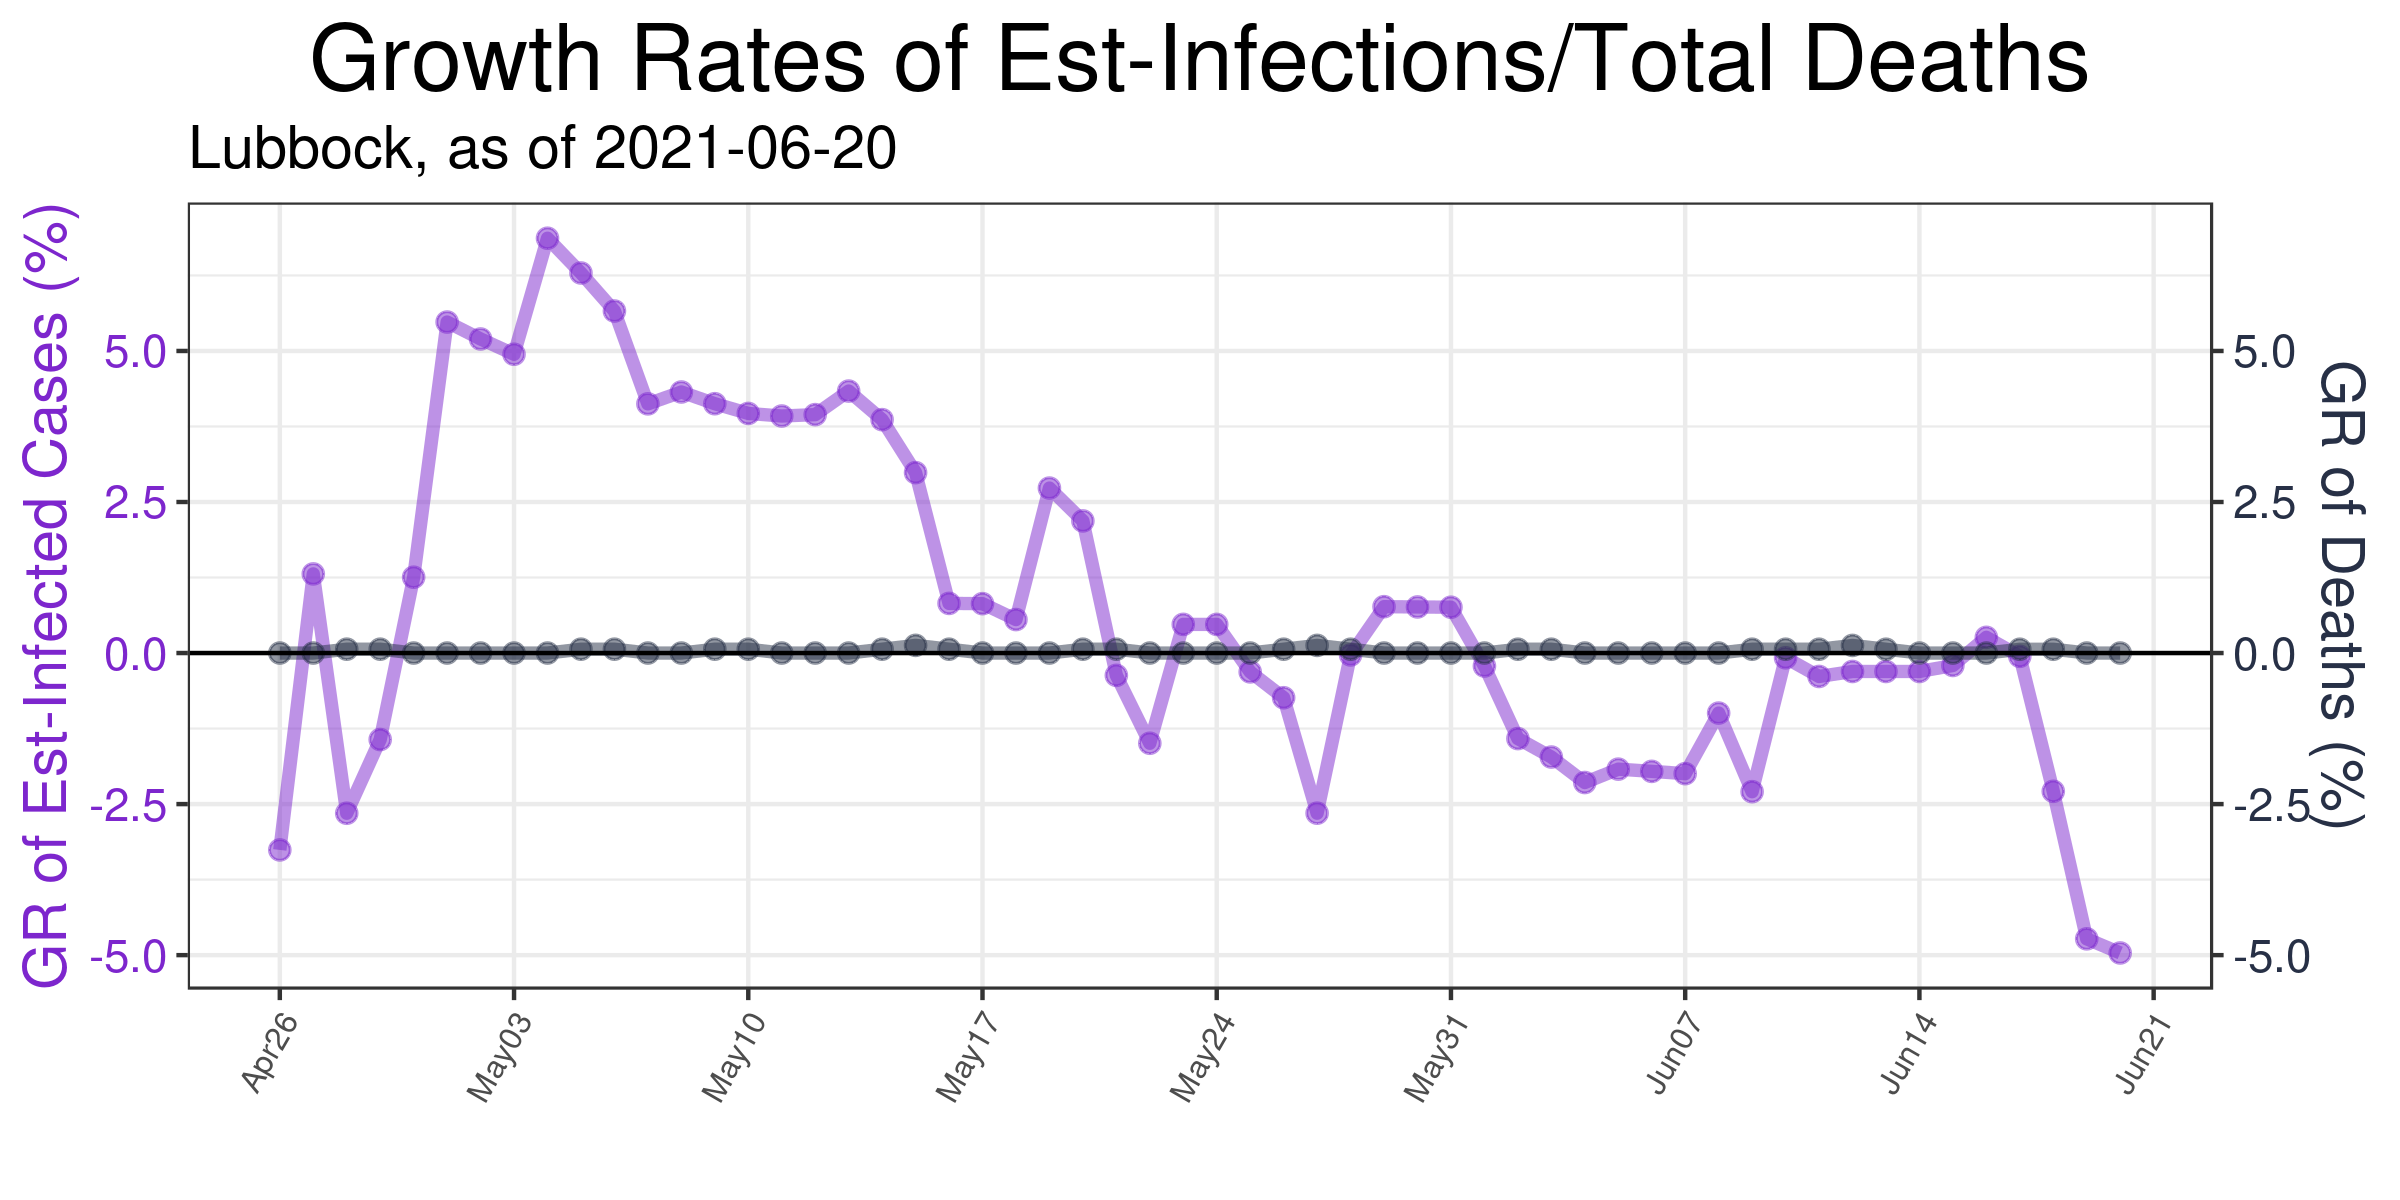 Growth Rates of Est-Infections/Total Deaths
Lubbock, as of 2021-06-20
GR of Est-Infected Cases (%)
5.0
2.5
0.0
-2.5
-5.0
5.0
2.5
0.0
-2.5
-5.0
GR of Deaths (%)
Apr26
May03
May10
May17
May24
May31
Jun07
Jun14
Jun21